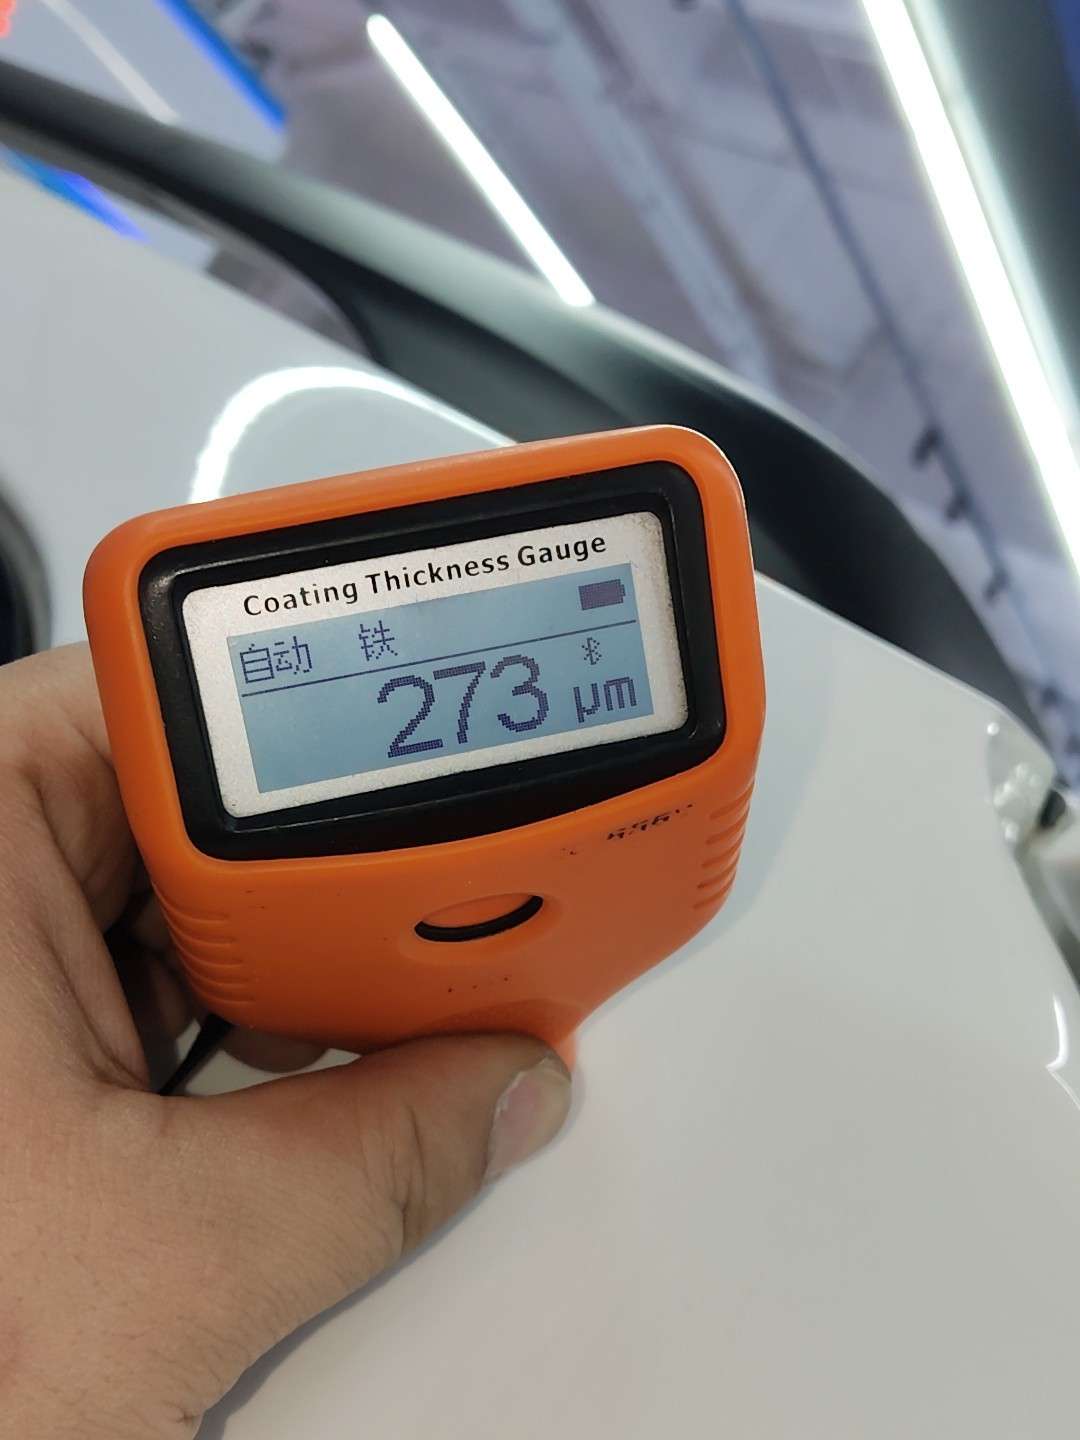 Coating Thickness Gauge
自动 铁
273 μm